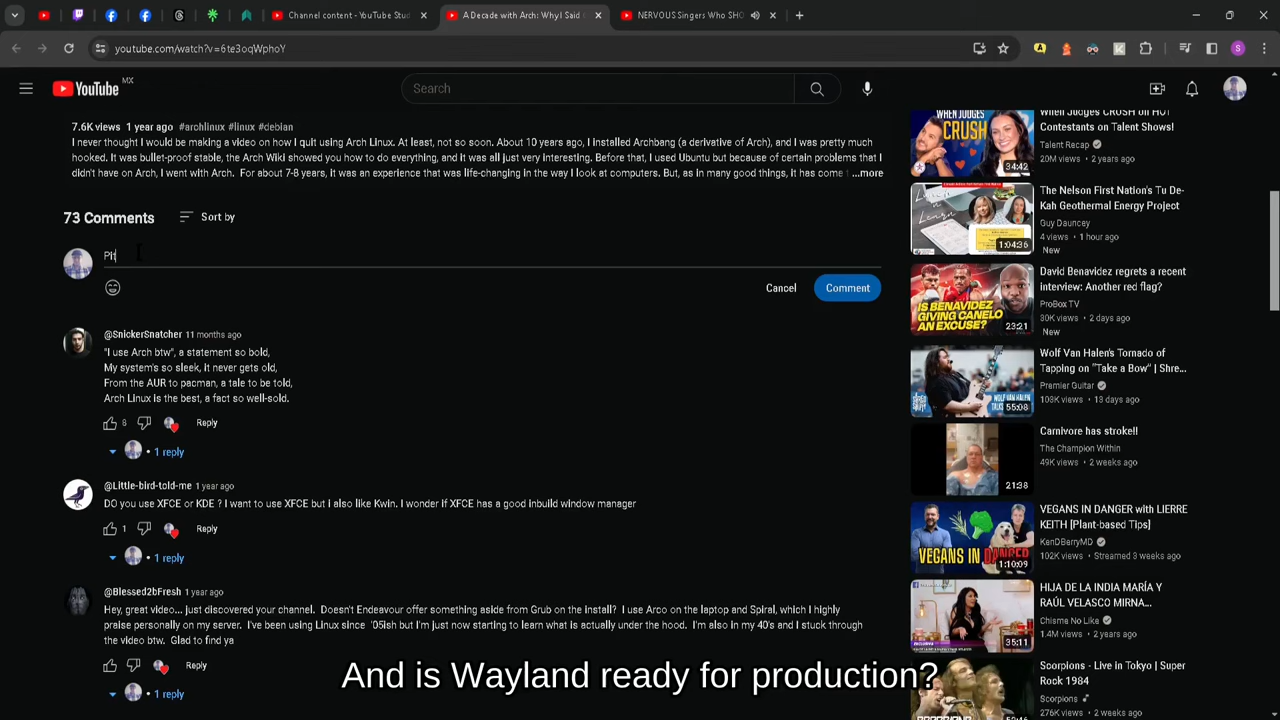 Channel content - YouTube Stud
A Decade with Arch: Why I Said
NERVOUS Singers Who SHO
youtube.com/watch?v=6te3oqWphoY
S
YouTube MX
Search
7.6K views 1 year ago #archlinux #linux #debian
I never thought I would be making a video on how I quit using Arch Linux. At least, not so soon. About 10 years ago, I installed Archbang (a derivative of Arch), and I was pretty much
hooked. It was bullet-proof stable, the Arch Wiki showed you how to do everything, and it was all just very interesting. Before that, I used Ubuntu but because of certain problems that I
didn't have on Arch, I went with Arch. For about 7-8 years, it was an experience that was life-changing in the way I look at computers. But, as in many good things, it has come t ...more
73 Comments
Sort by
PH
Cancel
Comment
@SnickerSnatcher 11 months ago
"I use Arch btw", a statement so bold,
My system's so sleek, it never gets old,
From the AUR to pacman, a tale to be told,
Arch Linux is the best, a fact so well-sold.
8
Reply
• 1 reply
@Little-bird-told-me 1 year ago
DO you use XFCE or KDE ? I want to use XFCE but i also like Kwin. I wonder if XFCE has a good inbuild window manager
1
Reply
• 1 reply
@Blessed2bFresh 1 year ago
Hey, great video... just discovered your channel. Doesn't Endeavour offer something aside from Grub on the install? I use Arco on the laptop and Spiral, which I highly
praise personally on my server. I've been using Linux since '05ish but I'm just now starting to learn what is actually under the hood. I'm also in my 40's and I stuck through
the video btw. Glad to find ya
Reply
• 1 reply
WHEN JUDGES
CRUSH
34:42
When Judges CRUSH on HOT
Contestants on Talent Shows!
Talent Recap
20M views • 2 years ago
Learn
1:04:36
The Nelson First Nation's Tu De-
Kah Geothermal Energy Project
Guy Dauncey
4 views • 1 hour ago
New
IS BENAVIDEZ
GIVING CANELO
AN EXCUSE?
23:21
David Benavidez regrets a recent
interview: Another red flag?
ProBox TV
30K views • 2 days ago
New
55:08
Wolf Van Halen's Tornado of
Tapping on "Take a Bow" | Shre...
Premier Guitar
103K views • 13 days ago
21:38
Carnivore has stroke!!
The Champion Within
49K views • 2 weeks ago
VEGANS IN DANGER
1:10:09
VEGANS IN DANGER with LIERRE
KEITH [Plant-based Tips]
KenDBerryMD
102K views • Streamed 3 weeks ago
35:11
HIJA DE LA INDIA MARÍA Y
RAÚL VELASCO MIRNA...
Chisme No Like
1.4M views • 2 years ago
Scorpions - Live in Tokyo | Super
Rock 1984
Scorpions
276K views • 2 weeks ago
And is Wayland ready for production?